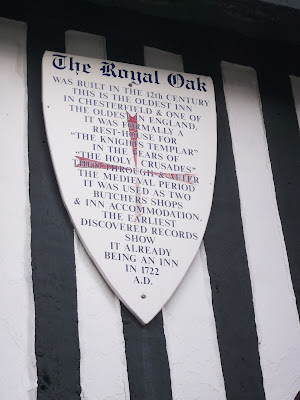 The Royal Oak
WAS BUILT IN THE 12th CENTURY
THIS IS THE OLDEST INN
IN CHESTERFIELD & ONE OF
THE OLDEST IN ENGLAND.
IT WAS FORMALLY A
REST-HOUSE FOR
"THE KNIGHTS TEMPLAR"
IN THE YEARS OF
"THE HOLY CRUSADES"
THEN THROUGH & AFTER
THE MEDIEVAL PERIOD
IT WAS USED AS TWO
BUTCHERS SHOPS
& INN ACCOMMODATION.
THE EARLIEST
DISCOVERED RECORDS
SHOW
IT ALREADY
BEING AN INN
IN 1722
A.D.